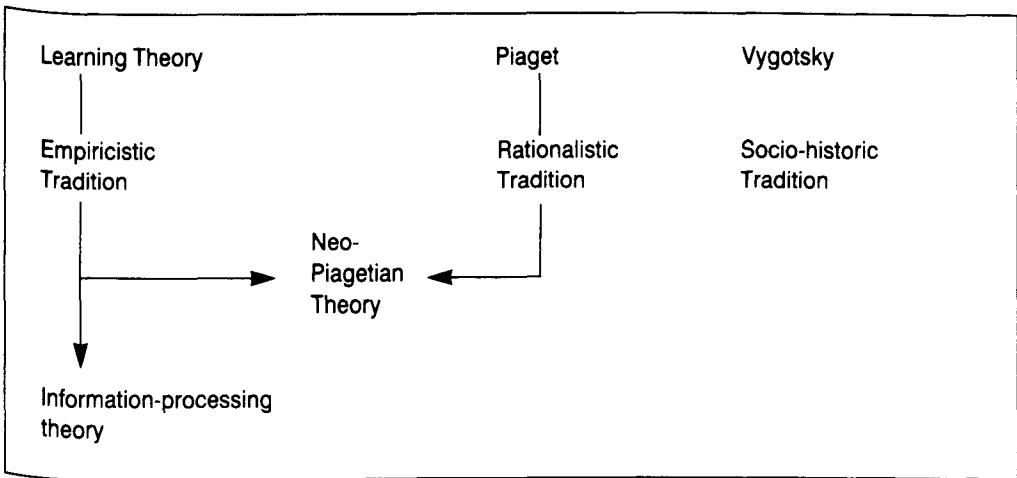 Learning Theory
Piaget
Vygotsky
Empiricistic
Tradition
Rationalistic
Tradition
Socio-historic
Tradition
Neo-
Piagetian
Theory
Information-processing
theory